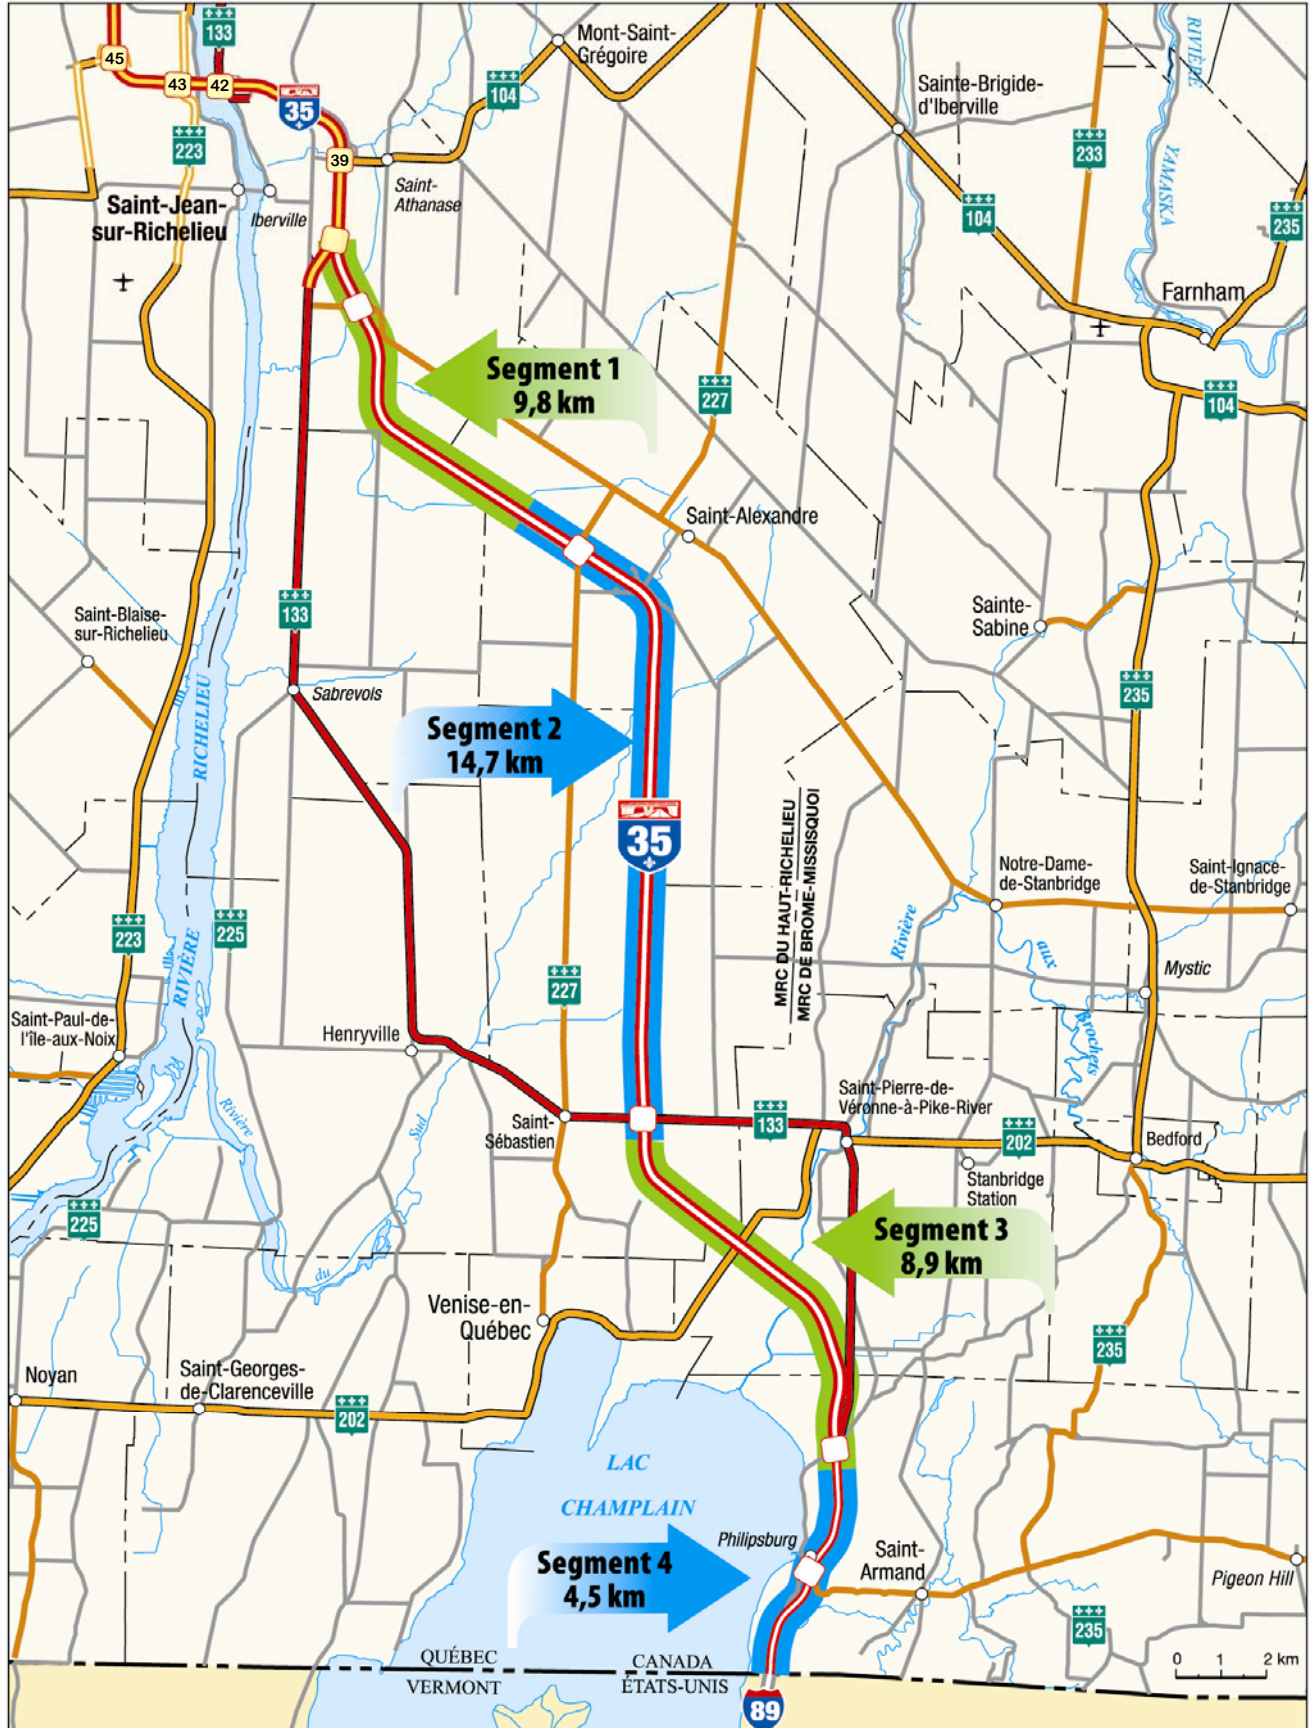 133
45
43
42
35
39
104
223
Mont-Saint-
Grégoire
Sainte-Brigide-
d'Iberville
RIVIÈRE
YAMASKA
233
Saint-
Athanase
Saint-Jean-
sur-Richelieu
Iberville
104
235
Farnham
Segment 1
9,8 km
227
104
Saint-Alexandre
133
Saint-Blaise-
sur-Richelieu
Sainte-
Sabine
RICHELIEU
Sabrevois
235
Segment 2
14,7 km
35
MRC DU HAUT-RICHELIEU
MRC DE BROME-MISSISQUOI
Notre-Dame-
de-Stanbridge
Saint-Ignace-
de-Stanbridge
223
225
RIVIÈRE
Rivière
aux
Brochets
Mystic
227
Saint-Paul-de-
l'île-aux-Noix
Henryville
Saint-
Sébastien
133
Saint-Pierre-de-
Véronne-à-Pike-River
202
Bedford
Rivière
du
Sud
Stanbridge
Station
225
Segment 3
8,9 km
Venise-en-
Québec
235
Noyan
Saint-Georges-
de-Clarenceville
202
LAC
CHAMPLAIN
Philipsburg
Segment 4
4,5 km
Saint-
Armand
Pigeon Hill
235
0 1 2 km
QUÉBEC
VERMONT
CANADA
ÉTATS-UNIS
89